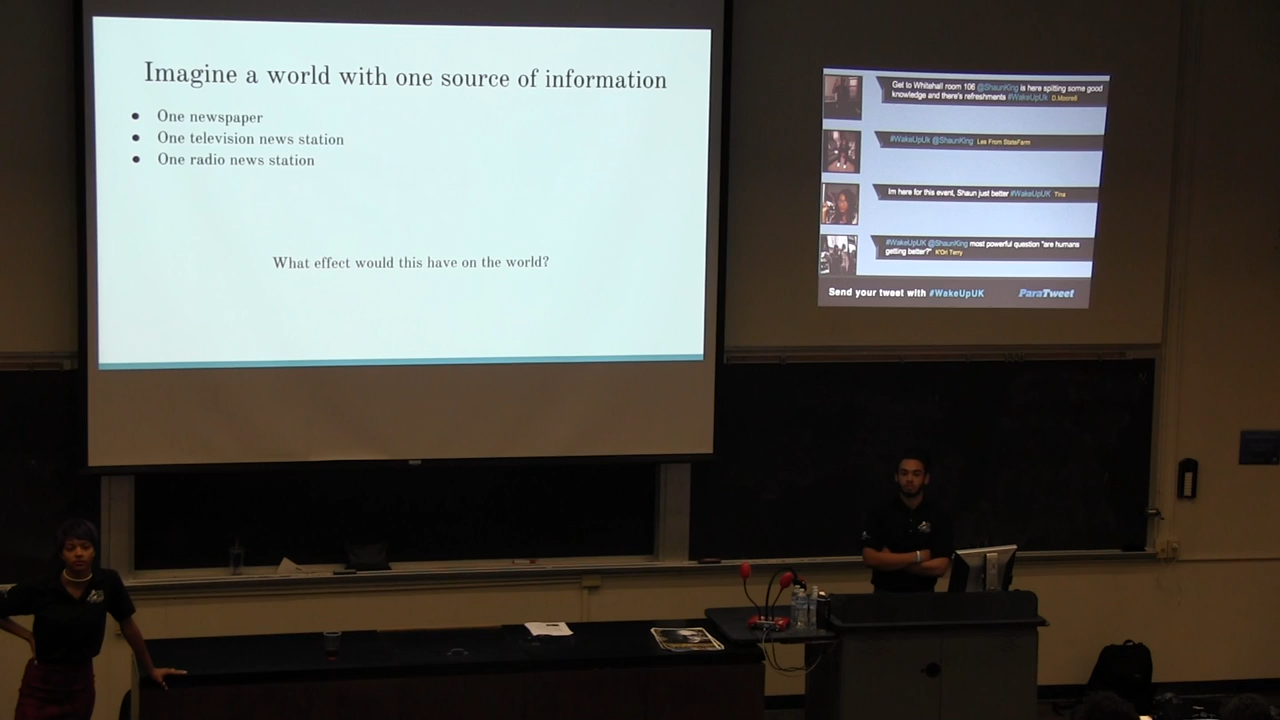 Imagine a world with one source of information
● One newspaper
● One television news station
● One radio news station
What effect would this have on the world?
Get to Whitehall room 106 @ShaunKing is here spitting some good
knowledge and there's refreshments #WakeUpUk D.Moorell
#WakeUpUk @ShaunKing Les From StateFarm
Im here for this event, Shaun just better #WakeUpUK Tina
#WakeUpUK @ShaunKing most powerful question "are humans
getting better?" K'Ori Terry
Send your tweet with #WakeUpUK ParaTweet